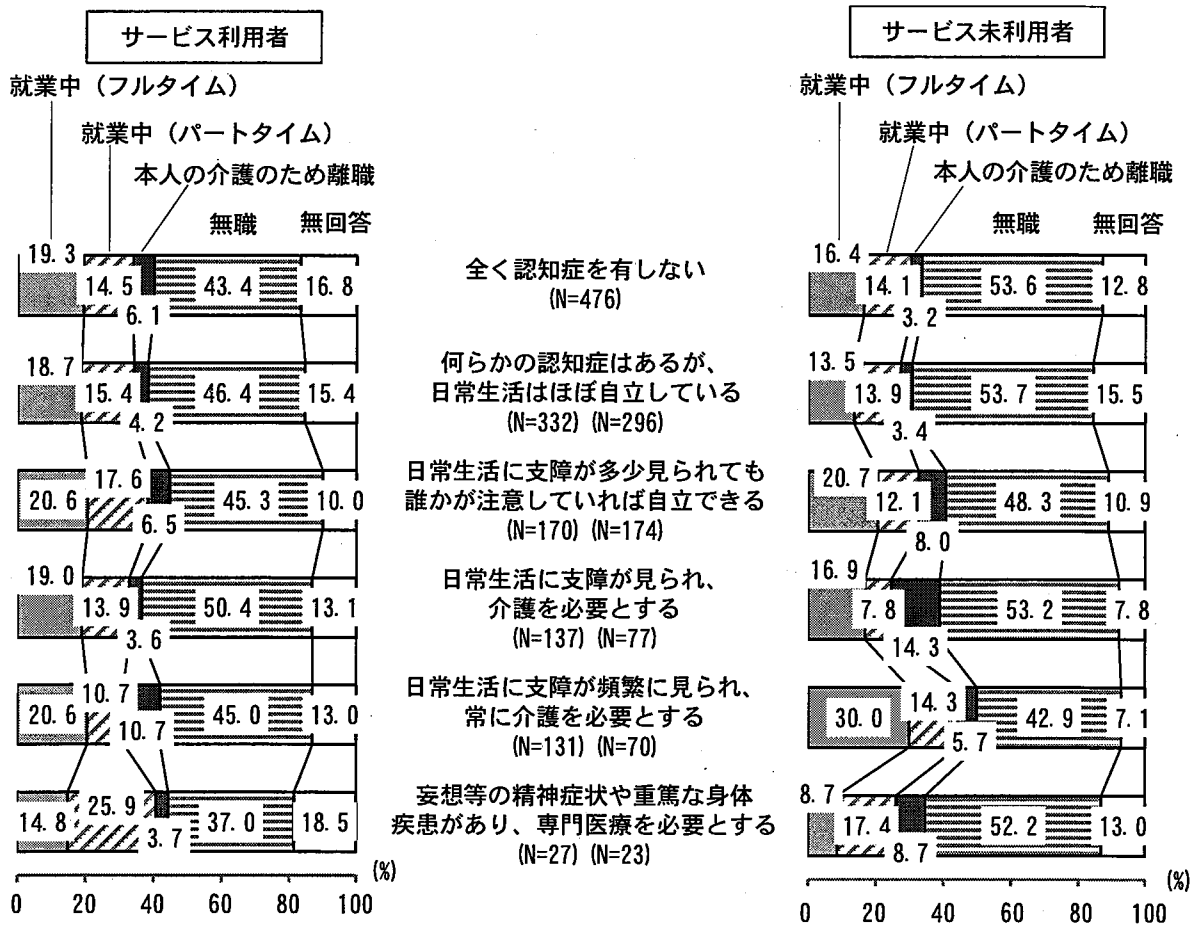 サービス利用者
就業中（フルタイム）
就業中（パートタイム）
本人の介護のため離職
無職 無回答
19.3 14.5 6.1 43.4 16.8
18.7 15.4 4.2 46.4 15.4
20.6 17.6 6.5 45.3 10.0
19.0 13.9 3.6 50.4 13.1
20.6 10.7 10.7 45.0 13.0
14.8 25.9 3.7 37.0 18.5
(%)
0 20 40 60 80 100
全く認知症を有しない
(N=476)
何らかの認知症はあるが、
日常生活はほぼ自立している
(N=332) (N=296)
日常生活に支障が多少見られても
誰かが注意していれば自立できる
(N=170) (N=174)
日常生活に支障が見られ、
介護を必要とする
(N=137) (N=77)
日常生活に支障が頻繁に見られ、
常に介護を必要とする
(N=131) (N=70)
妄想等の精神症状や重篤な身体
疾患があり、専門医療を必要とする
(N=27) (N=23)
サービス未利用者
就業中（フルタイム）
就業中（パートタイム）
本人の介護のため離職
無職 無回答
16.4 14.1 3.2 53.6 12.8
13.5 13.9 3.4 53.7 15.5
20.7 12.1 8.0 48.3 10.9
16.9 7.8 14.3 53.2 7.8
30.0 14.3 5.7 42.9 7.1
8.7 17.4 8.7 52.2 13.0
(%)
0 20 40 60 80 100